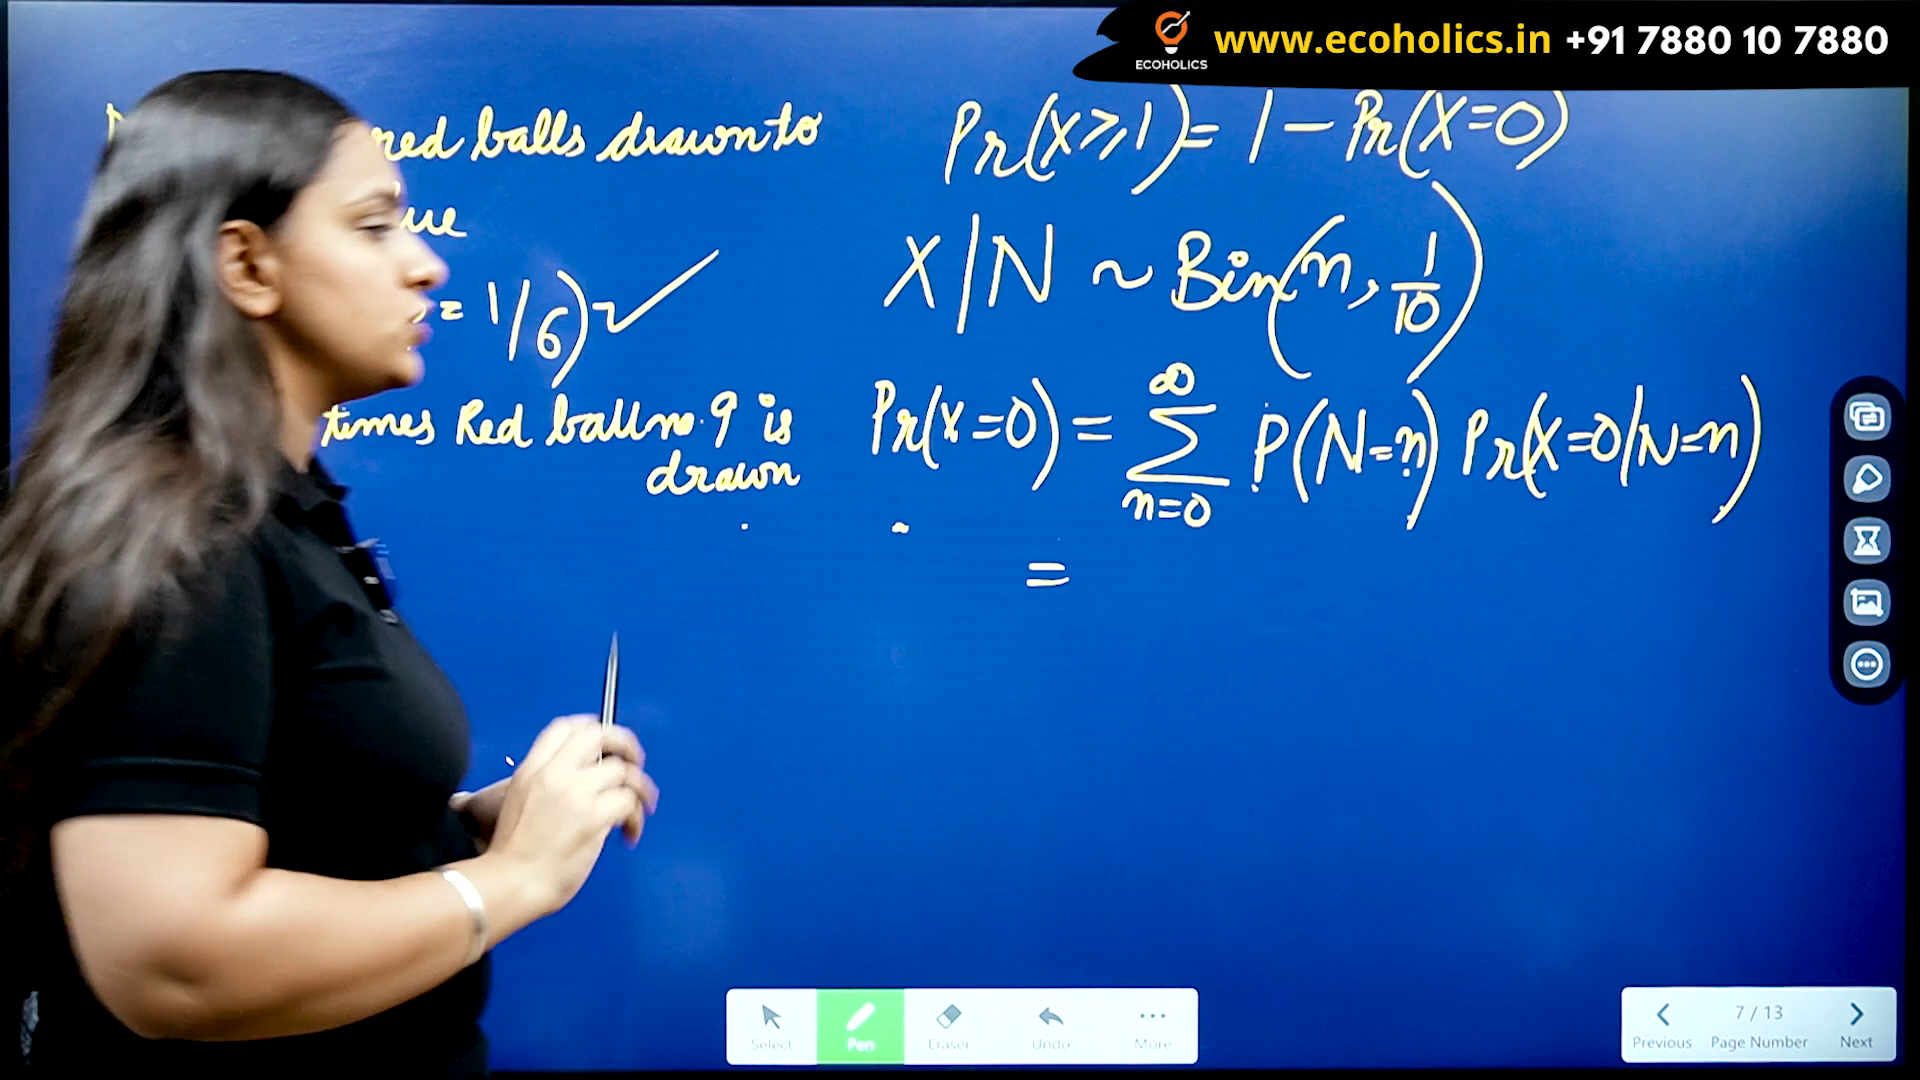 www.ecoholics.in +91 7880 10 7880
ECOHOLICS
red balls drawn to
= 1/6) ✓
times Red ball no. 9 is
drawn
Pr(X≥1) = 1 − Pr(X=0)
X | N ~ Bin(n, 1/10)
Pr(X=0) = ∞ Σ n=0 P(N=n) Pr(X=0|N=n)
=
Select
Pen
Eraser
Undo
More
7 / 13
Previous Page Number Next